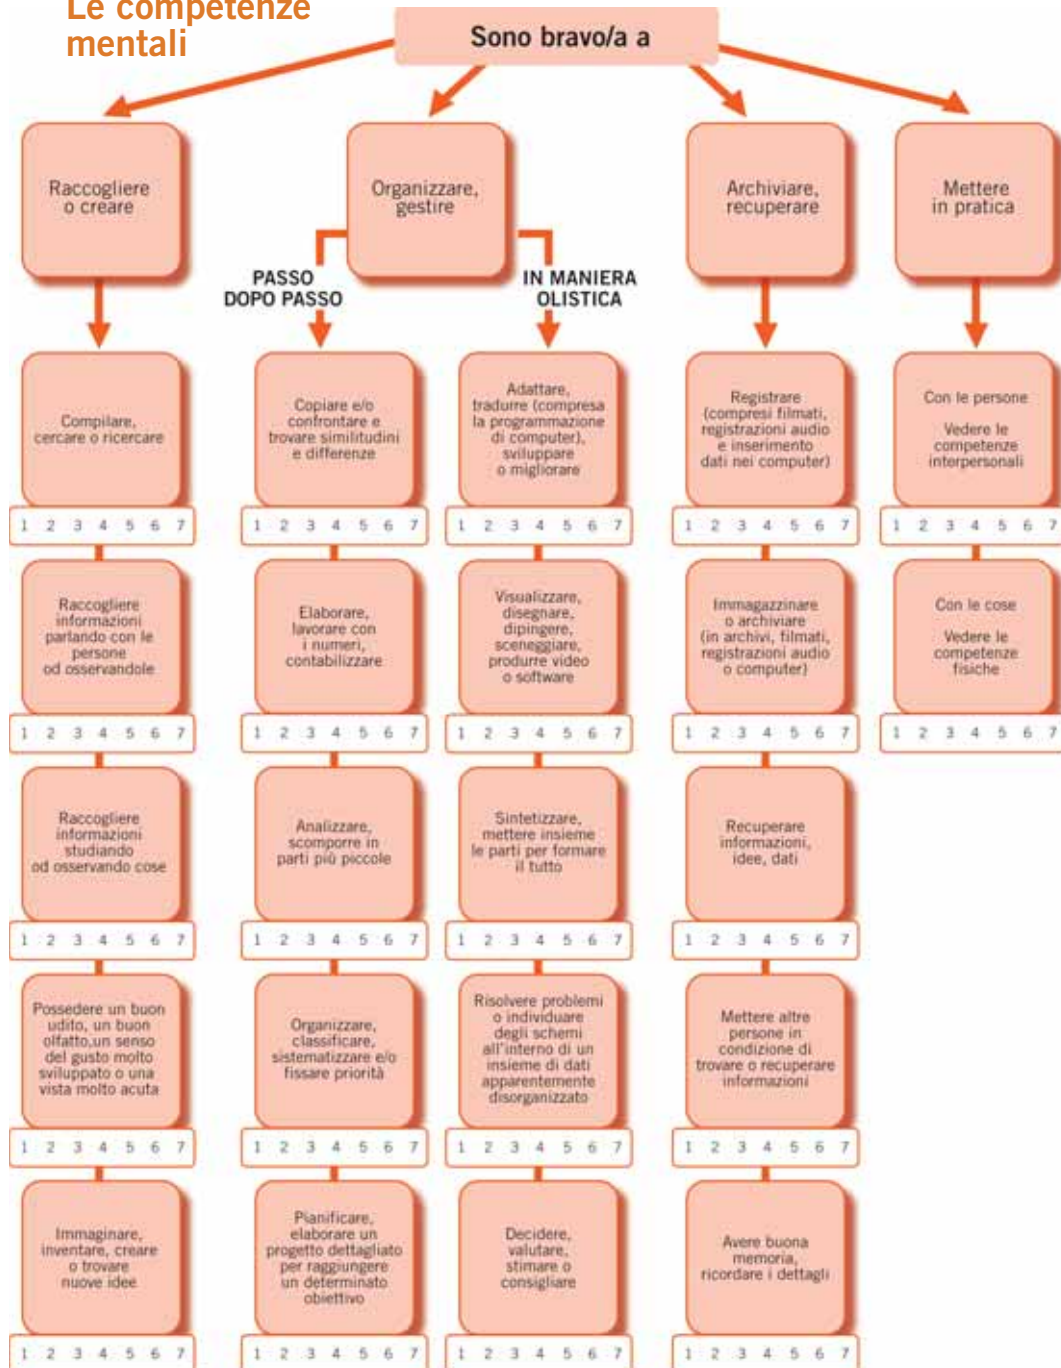 Le competenze
mentali
Sono bravo/a a
Raccogliere
o creare
Organizzare,
gestire
Archiviare,
recuperare
Mettere
in pratica
PASSO
DOPO PASSO
IN MANIERA
OLISTICA
Compilare,
cercare o ricercare
1 2 3 4 5 6 7
Raccogliere
informazioni
parlando con le
persone
od osservandole
1 2 3 4 5 6 7
Raccogliere
informazioni
studiando
od osservando cose
1 2 3 4 5 6 7
Possedere un buon
udito, un buon
olfatto,un senso
del gusto molto
sviluppato o una
vista molto acuta
1 2 3 4 5 6 7
Immaginare,
inventare, creare
o trovare
nuove idee
1 2 3 4 5 6 7
Copiare e/o
confrontare e
trovare similitudini
e differenze
1 2 3 4 5 6 7
Elaborare,
lavorare con
i numeri,
contabilizzare
1 2 3 4 5 6 7
Analizzare,
scomporre in
parti più piccole
1 2 3 4 5 6 7
Organizzare,
classificare,
sistematizzare e/o
fissare priorità
1 2 3 4 5 6 7
Pianificare,
elaborare un
progetto dettagliato
per raggiungere
un determinato
obiettivo
1 2 3 4 5 6 7
Adattare,
tradurre (compresa
la programmazione
di computer),
sviluppare
o migliorare
1 2 3 4 5 6 7
Visualizzare,
disegnare,
dipingere,
sceneggiare,
produrre video
o software
1 2 3 4 5 6 7
Sintetizzare,
mettere insieme
le parti per formare
il tutto
1 2 3 4 5 6 7
Risolvere problemi
o individuare
degli schemi
all'interno di un
insieme di dati
apparentemente
disorganizzato
1 2 3 4 5 6 7
Decidere,
valutare,
stimare o
consigliare
1 2 3 4 5 6 7
Registrare
(compresi filmati,
registrazioni audio
e inserimento
dati nei computer)
1 2 3 4 5 6 7
Immagazzinare
o archiviare
(in archivi, filmati,
registrazioni audio
o computer)
1 2 3 4 5 6 7
Recuperare
informazioni,
idee, dati
1 2 3 4 5 6 7
Mettere altre
persone in
condizione di
trovare o recuperare
informazioni
1 2 3 4 5 6 7
Avere buona
memoria,
ricordare i dettagli
1 2 3 4 5 6 7
Con le persone
Vedere le
competenze
interpersonali
1 2 3 4 5 6 7
Con le cose
Vedere le
competenze
fisiche
1 2 3 4 5 6 7